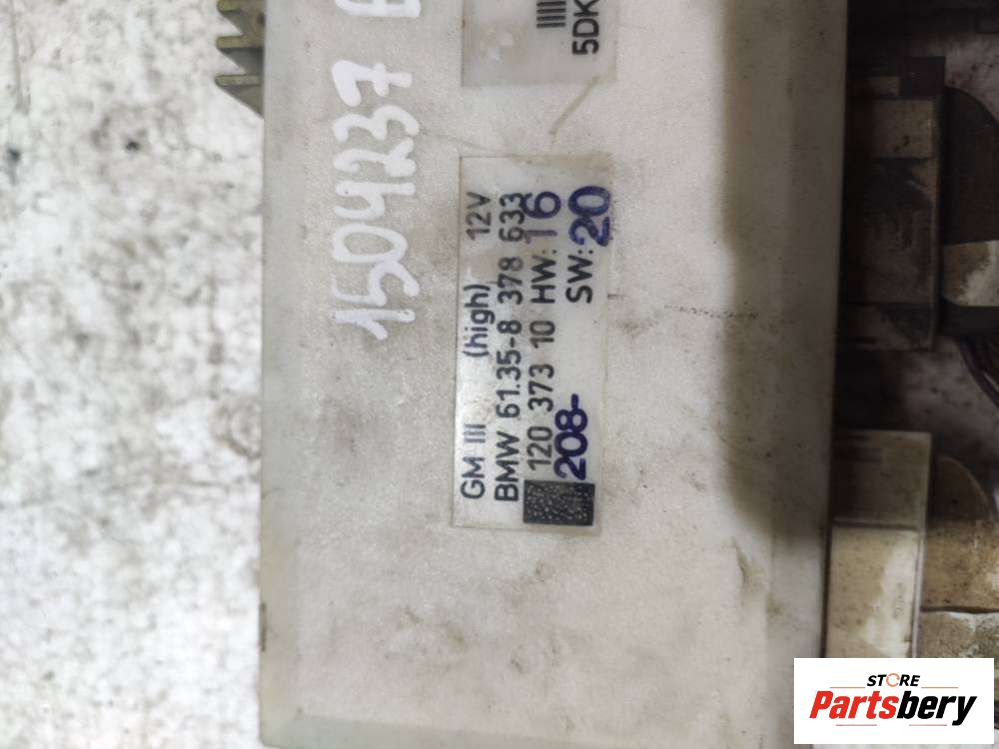 1504237
5DK
GM III (high) 12V
BMW 61.35-8 378 633
120 373 10 HW: 16
208- SW: 20
STORE
Partsbery